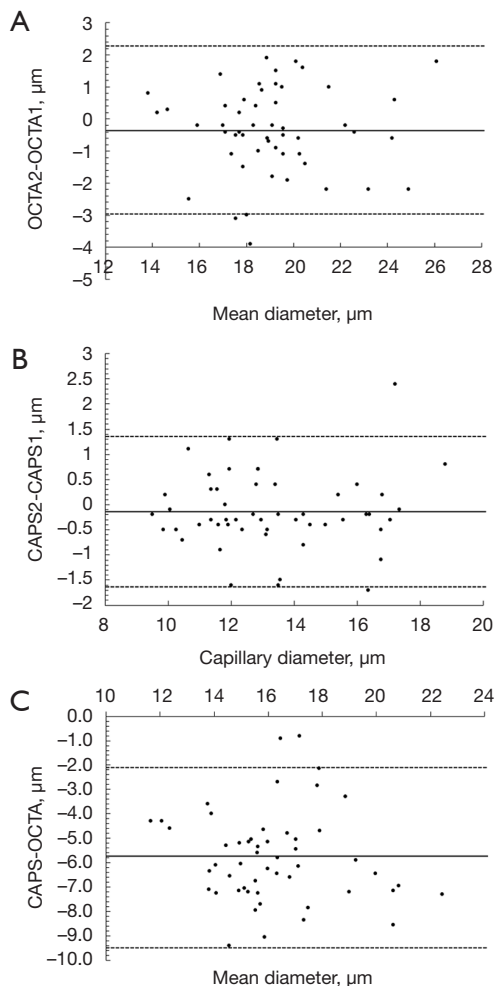 A
3
2
1
0
−1
−2
−3
−4
−5
OCTA2-OCTA1, μm
12 14 16 18 20 22 24 26 28
Mean diameter, μm
B
3
2.5
2
1.5
1
0.5
0
−0.5
−1
−1.5
−2
CAPS2-CAPS1, μm
8 10 12 14 16 18 20
Capillary diameter, μm
C
10 12 14 16 18 20 22 24
0.0
−1.0
−2.0
−3.0
−4.0
−5.0
−6.0
−7.0
−8.0
−9.0
−10.0
CAPS-OCTA, μm
Mean diameter, μm